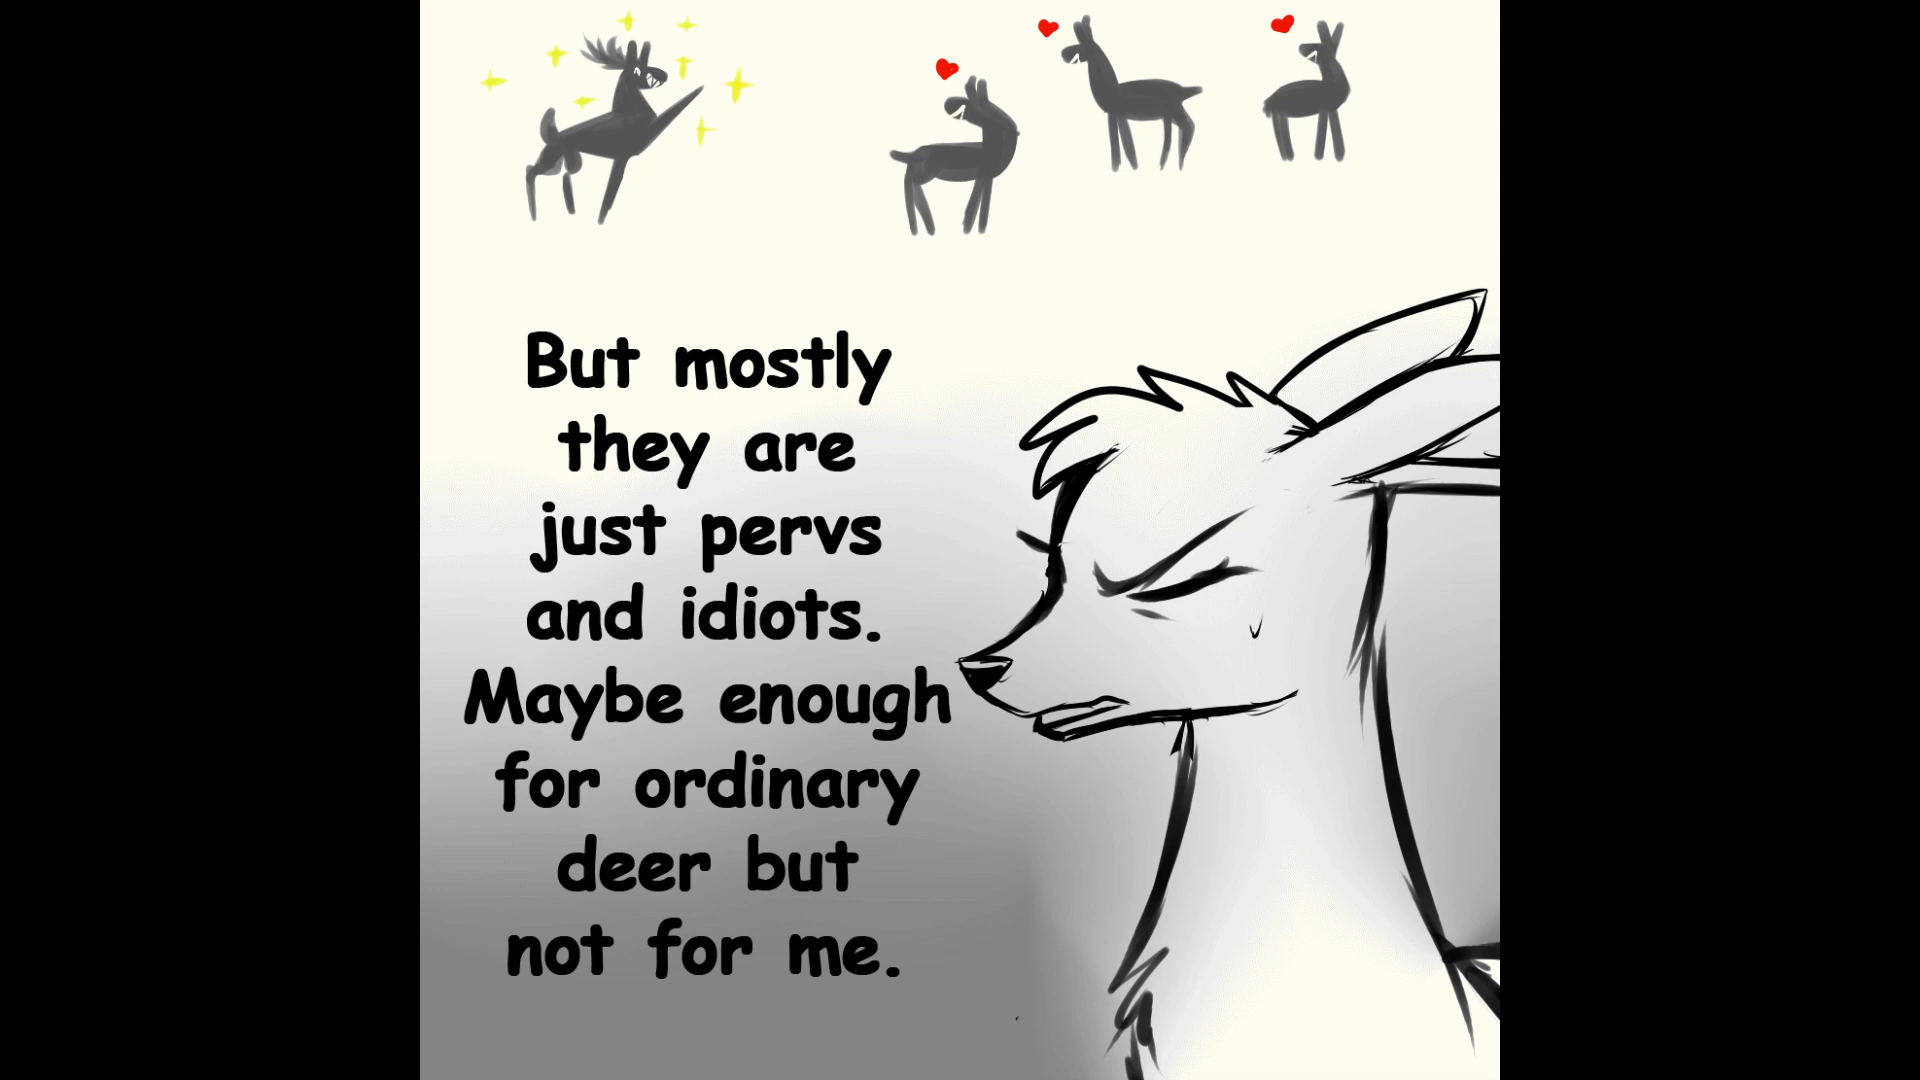 But mostly
they are
just pervs
and idiots.
Maybe enough
for ordinary
deer but
not for me.